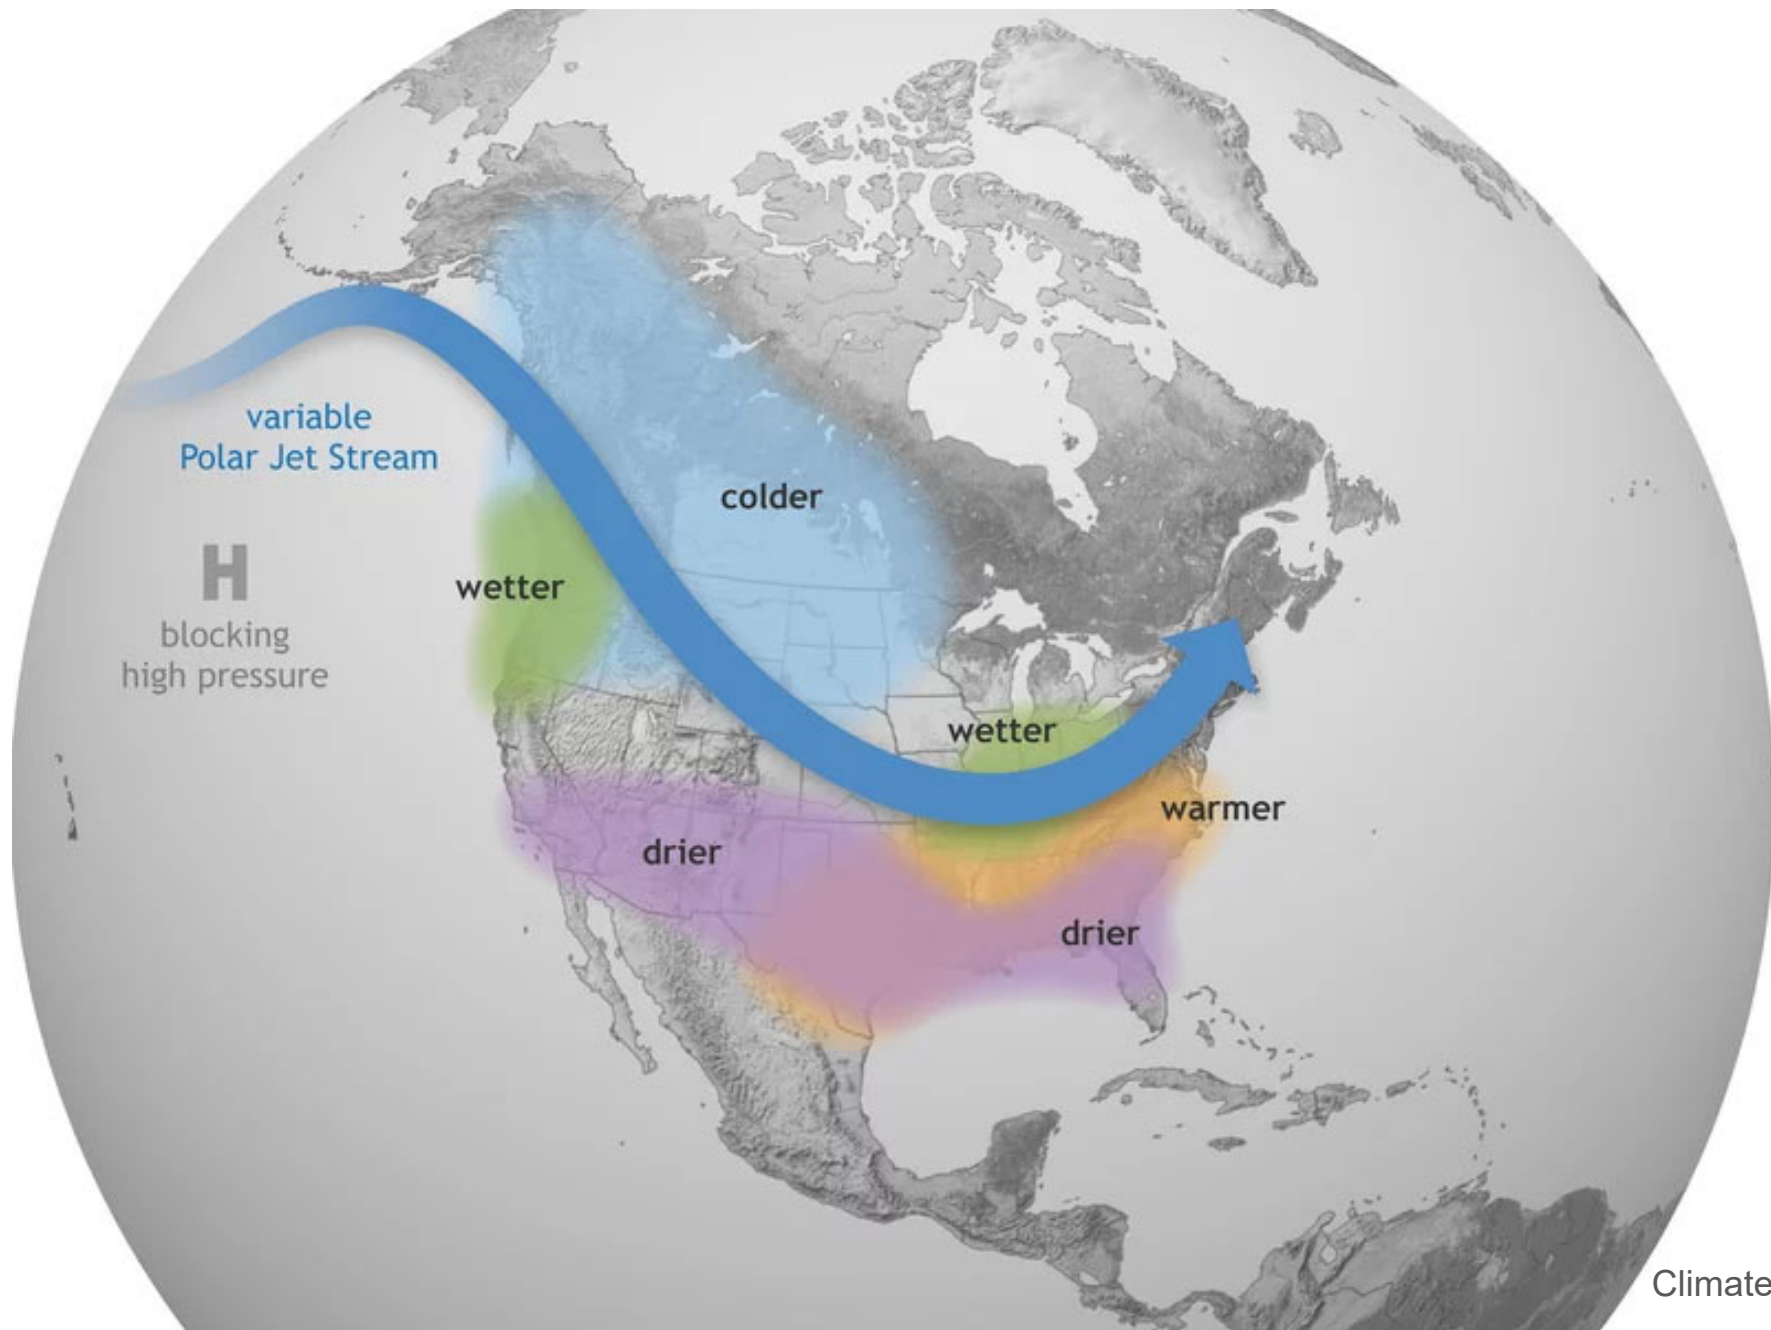 variable
Polar Jet Stream
colder
H
wetter
blocking
high pressure
wetter
warmer
drier
drier
Climate